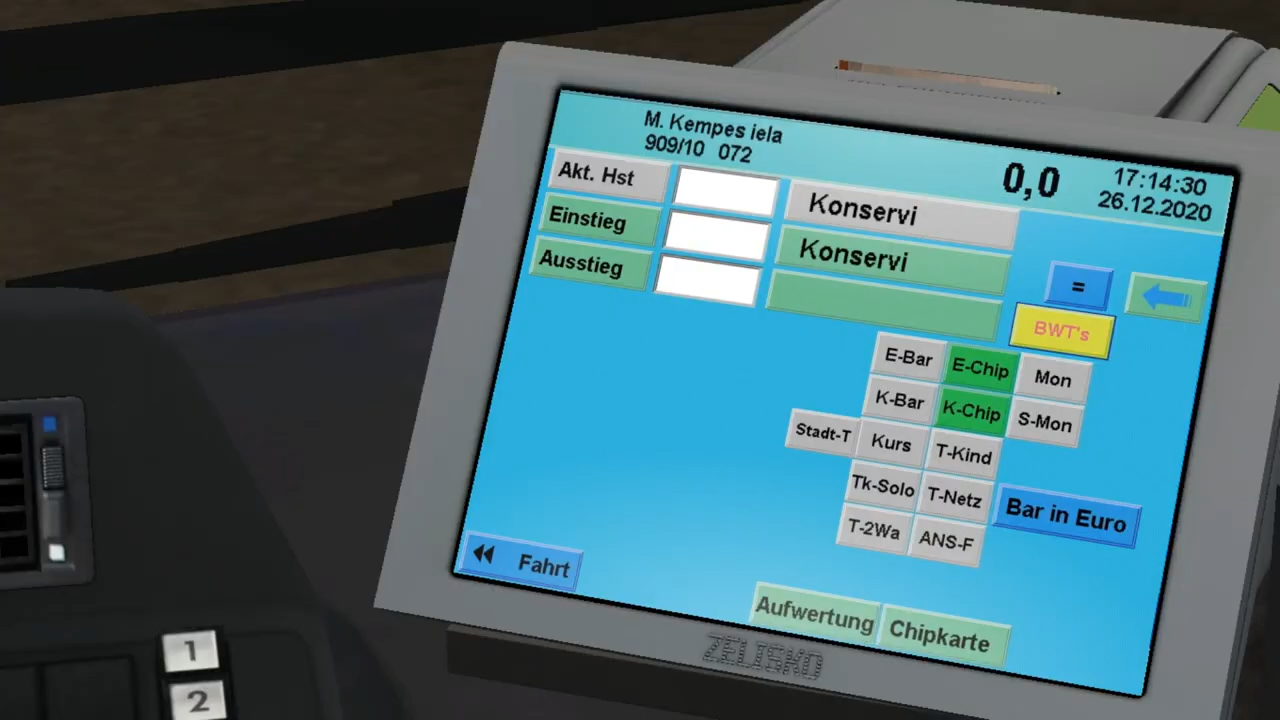 M. Kempes iela
909/10 072
0,0
17:14:30
26.12.2020
Akt. Hst
Konservi
Einstieg
Konservi
Ausstieg
=
BWT's
E-Bar
E-Chip
Mon
K-Bar
K-Chip
S-Mon
Stadt-T
Kurs
T-Kind
Tk-Solo
T-Netz
Bar in Euro
T-2Wa
ANS-F
Fahrt
Aufwertung
Chipkarte
ZELISKO
1
2